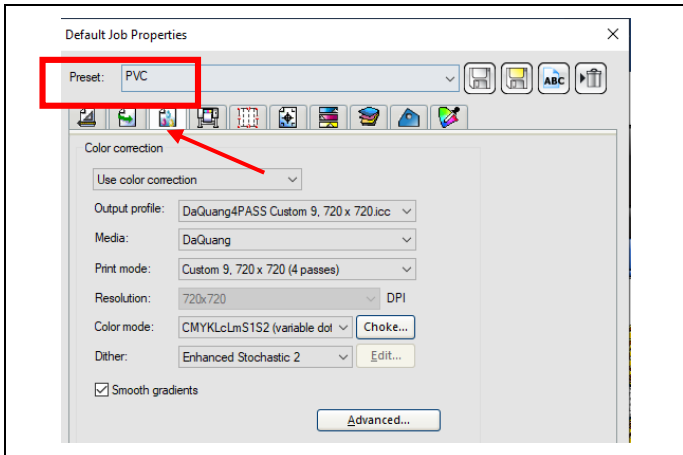 Default Job Properties
Preset: PVC
ABC
Color correction
Use color correction
Output profile: DaQuang4PASS Custom 9, 720 x 720.icc
Media: DaQuang
Print mode: Custom 9, 720 x 720 (4 passes)
Resolution: 720x720 DPI
Color mode: CMYKLcLmS1S2 (variable dot Choke...
Dither: Enhanced Stochastic 2 Edit...
Smooth gradients
Advanced...